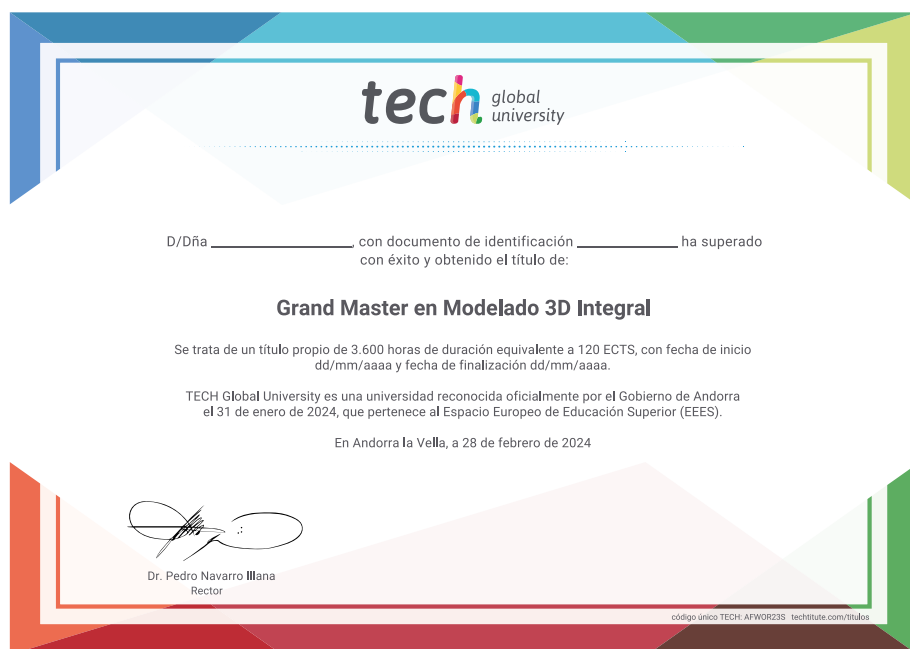 tech global university
D/Dña ____________________, con documento de identificación ______________ ha superado
con éxito y obtenido el título de:
Grand Master en Modelado 3D Integral
Se trata de un título propio de 3.600 horas de duración equivalente a 120 ECTS, con fecha de inicio
dd/mm/aaaa y fecha de finalización dd/mm/aaaa.
TECH Global University es una universidad reconocida oficialmente por el Gobierno de Andorra
el 31 de enero de 2024, que pertenece al Espacio Europeo de Educación Superior (EEES).
En Andorra la Vella, a 28 de febrero de 2024
Dr. Pedro Navarro Illana
Rector
código único TECH: AFWOR23S techtitute.com/titulos